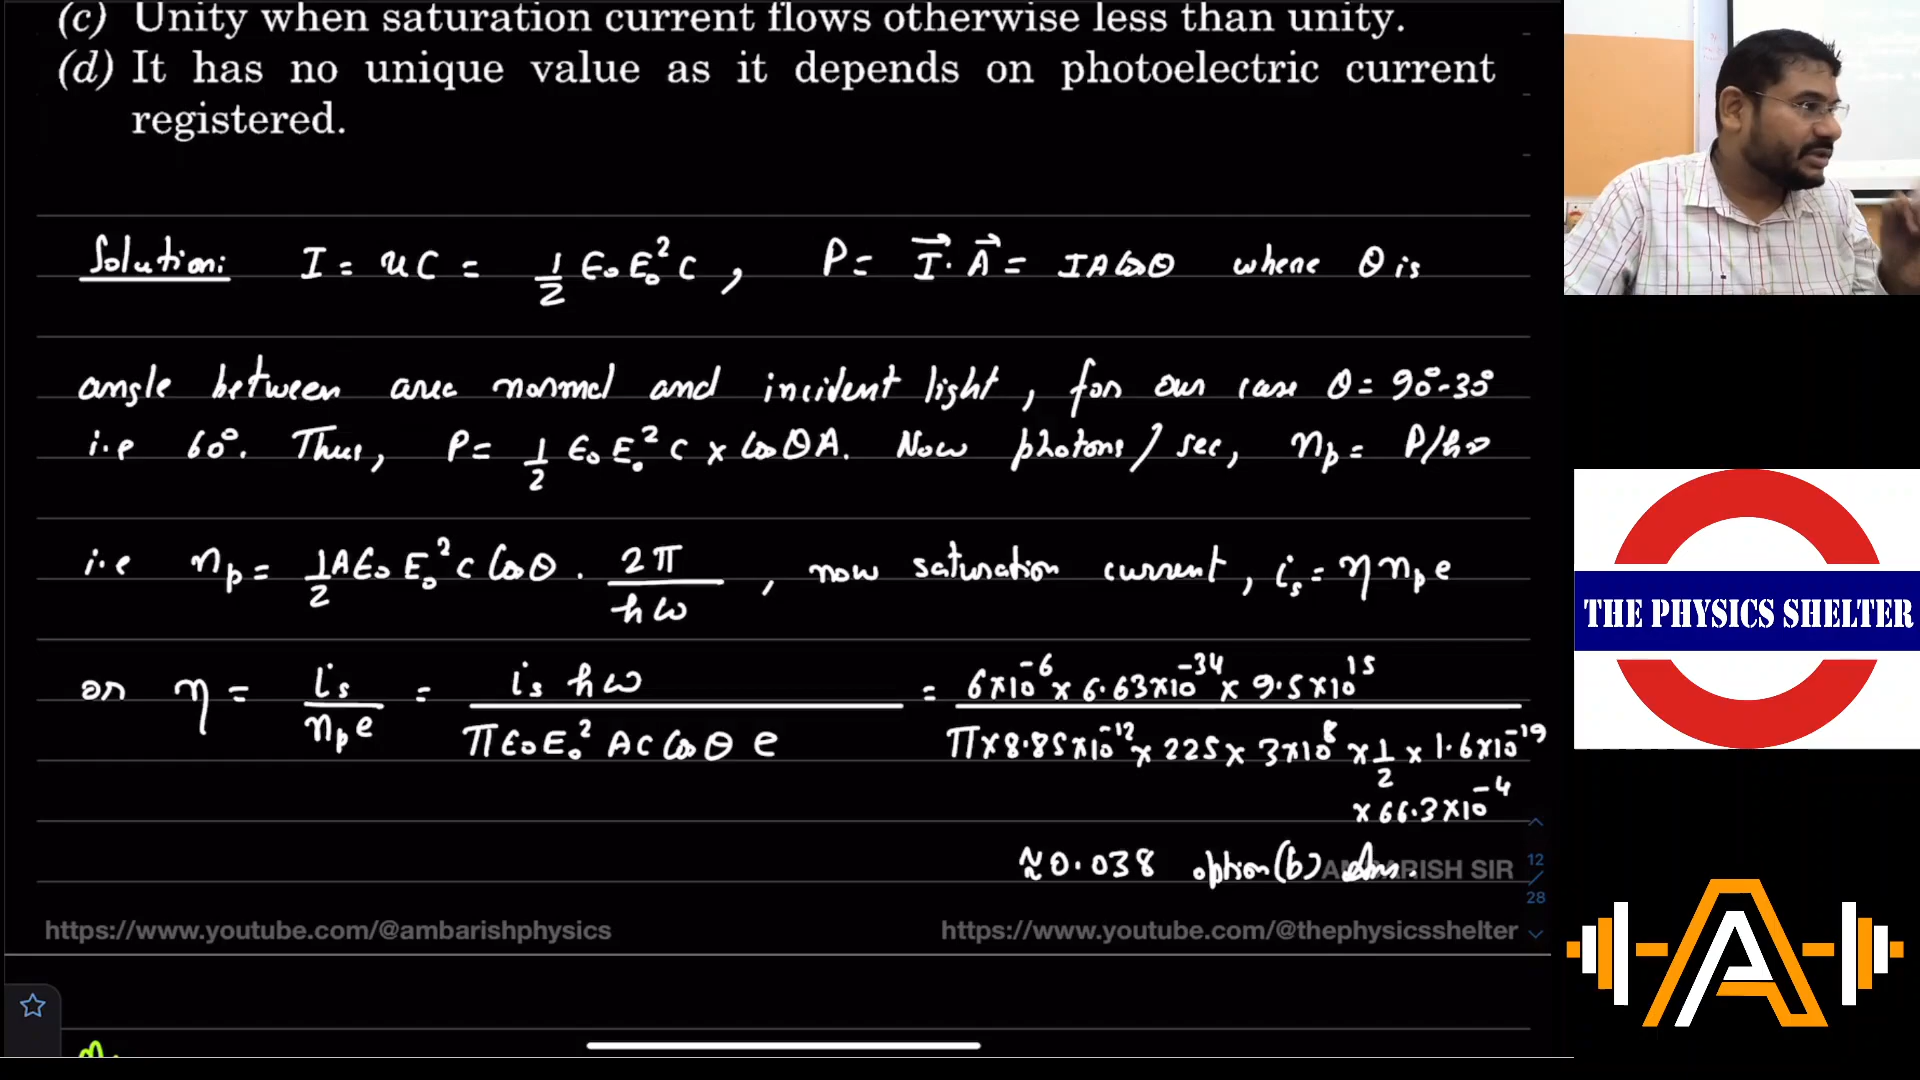 (c) Unity when saturation current flows otherwise less than unity.
(d) It has no unique value as it depends on photoelectric current
registered.
Solution: I = uC = 1/2 ϵ₀E₀²c, P = I⃗·A⃗ = IA cosθ where θ is
angle between area normal and incident light, for our case θ = 90°-30°
i.e 60°. Thus, P = 1/2 ϵ₀E₀²c × cosθA. Now photons/sec, nₚ = P/hν
i.e nₚ = 1/2 Aϵ₀E₀²c cosθ · 2π/hω, now saturation current, iₛ = ηnₚe
or η = iₛ/nₚe = iₛhω/πϵ₀E₀²Ac cosθ e = 6×10⁻⁶ × 6.63×10⁻³⁴ × 9.5×10¹⁵/π×8.85×10⁻¹² × 225 × 3×10⁸ × 1/2 × 1.6×10⁻¹⁹
× 66.3×10⁻⁴
≈ 0.038 option (b) Ans.
AMBARISH SIR
12
/
28
https://www.youtube.com/@ambarishphysics
https://www.youtube.com/@thephysicsshelter
THE PHYSICS SHELTER